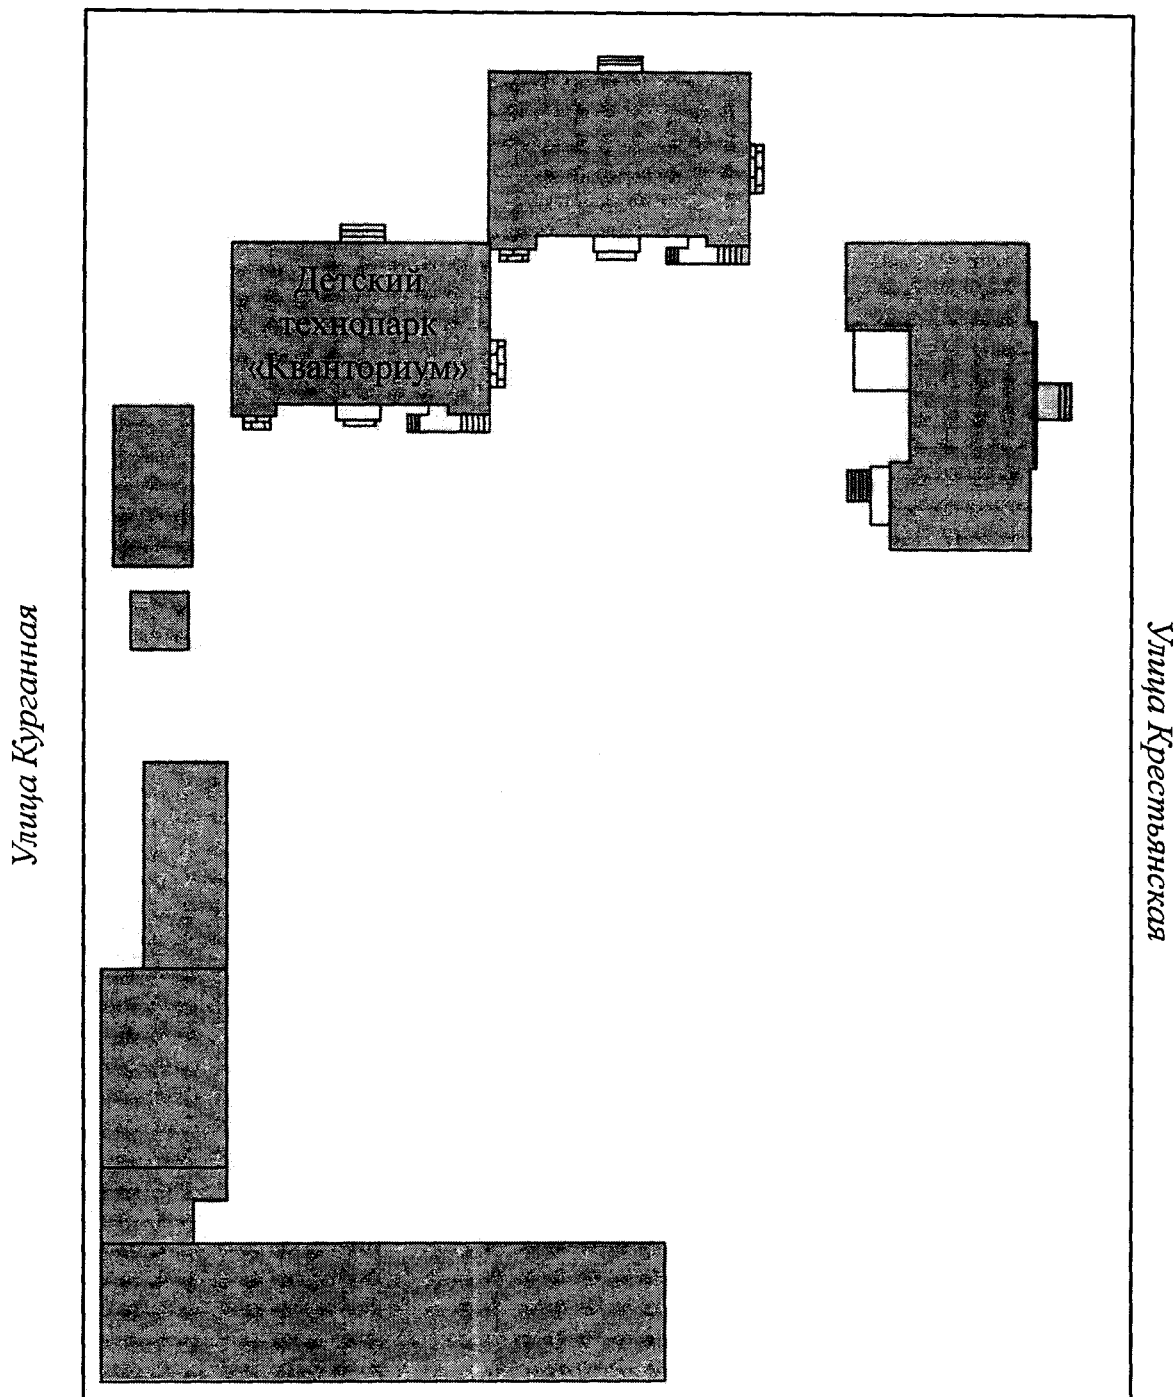 Детский
технопарк
«Кванториум»
Улица Курганная
Улица Крестьянская